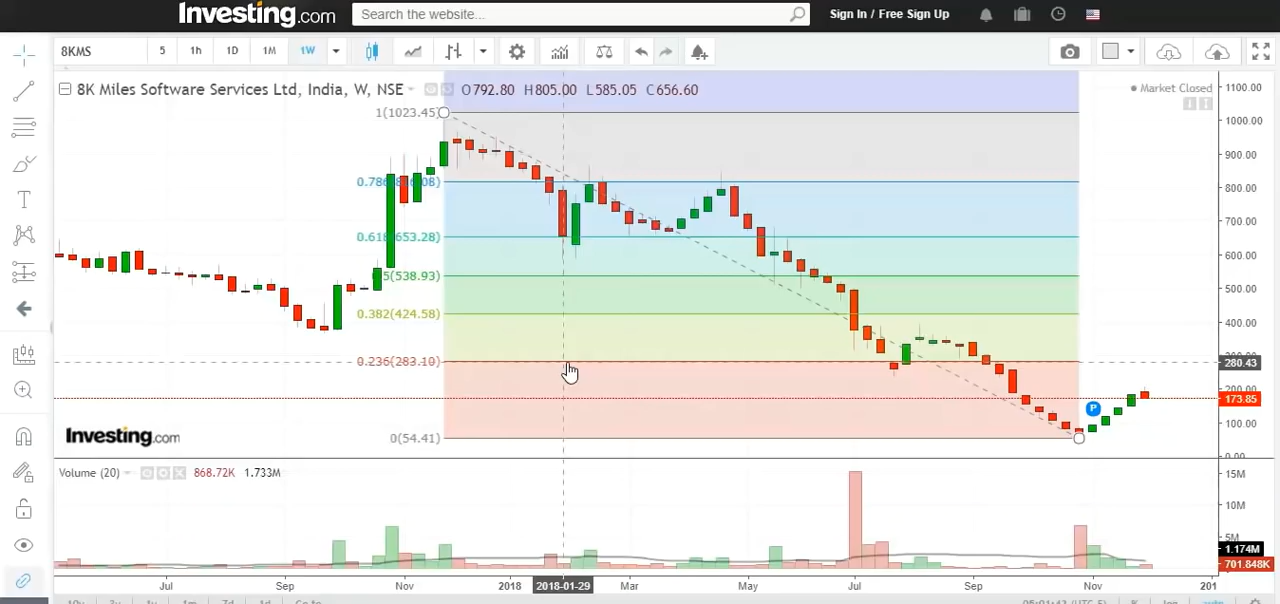 Investing.com Search the website... Sign In / Free Sign Up
8KMS 5 1h 1D 1M 1W
8K Miles Software Services Ltd, India, W, NSE O792.80 H805.00 L585.05 C656.60
Market Closed
1100.00
1(1023.45)
1000.00
900.00
800.00
700.00
0.618(653.28)
600.00
(538.93)
500.00
0.382(424.58)
400.00
0.236(283.10)
280.43
200.00
173.85
P
100.00
Investing.com
0(54.41)
0.00
Volume (20) 868.72K 1.733M
15M
10M
5M
1.174M
701.848K
Jul Sep Nov 2018 2018-01-29 Mar May Jul Sep Nov 201